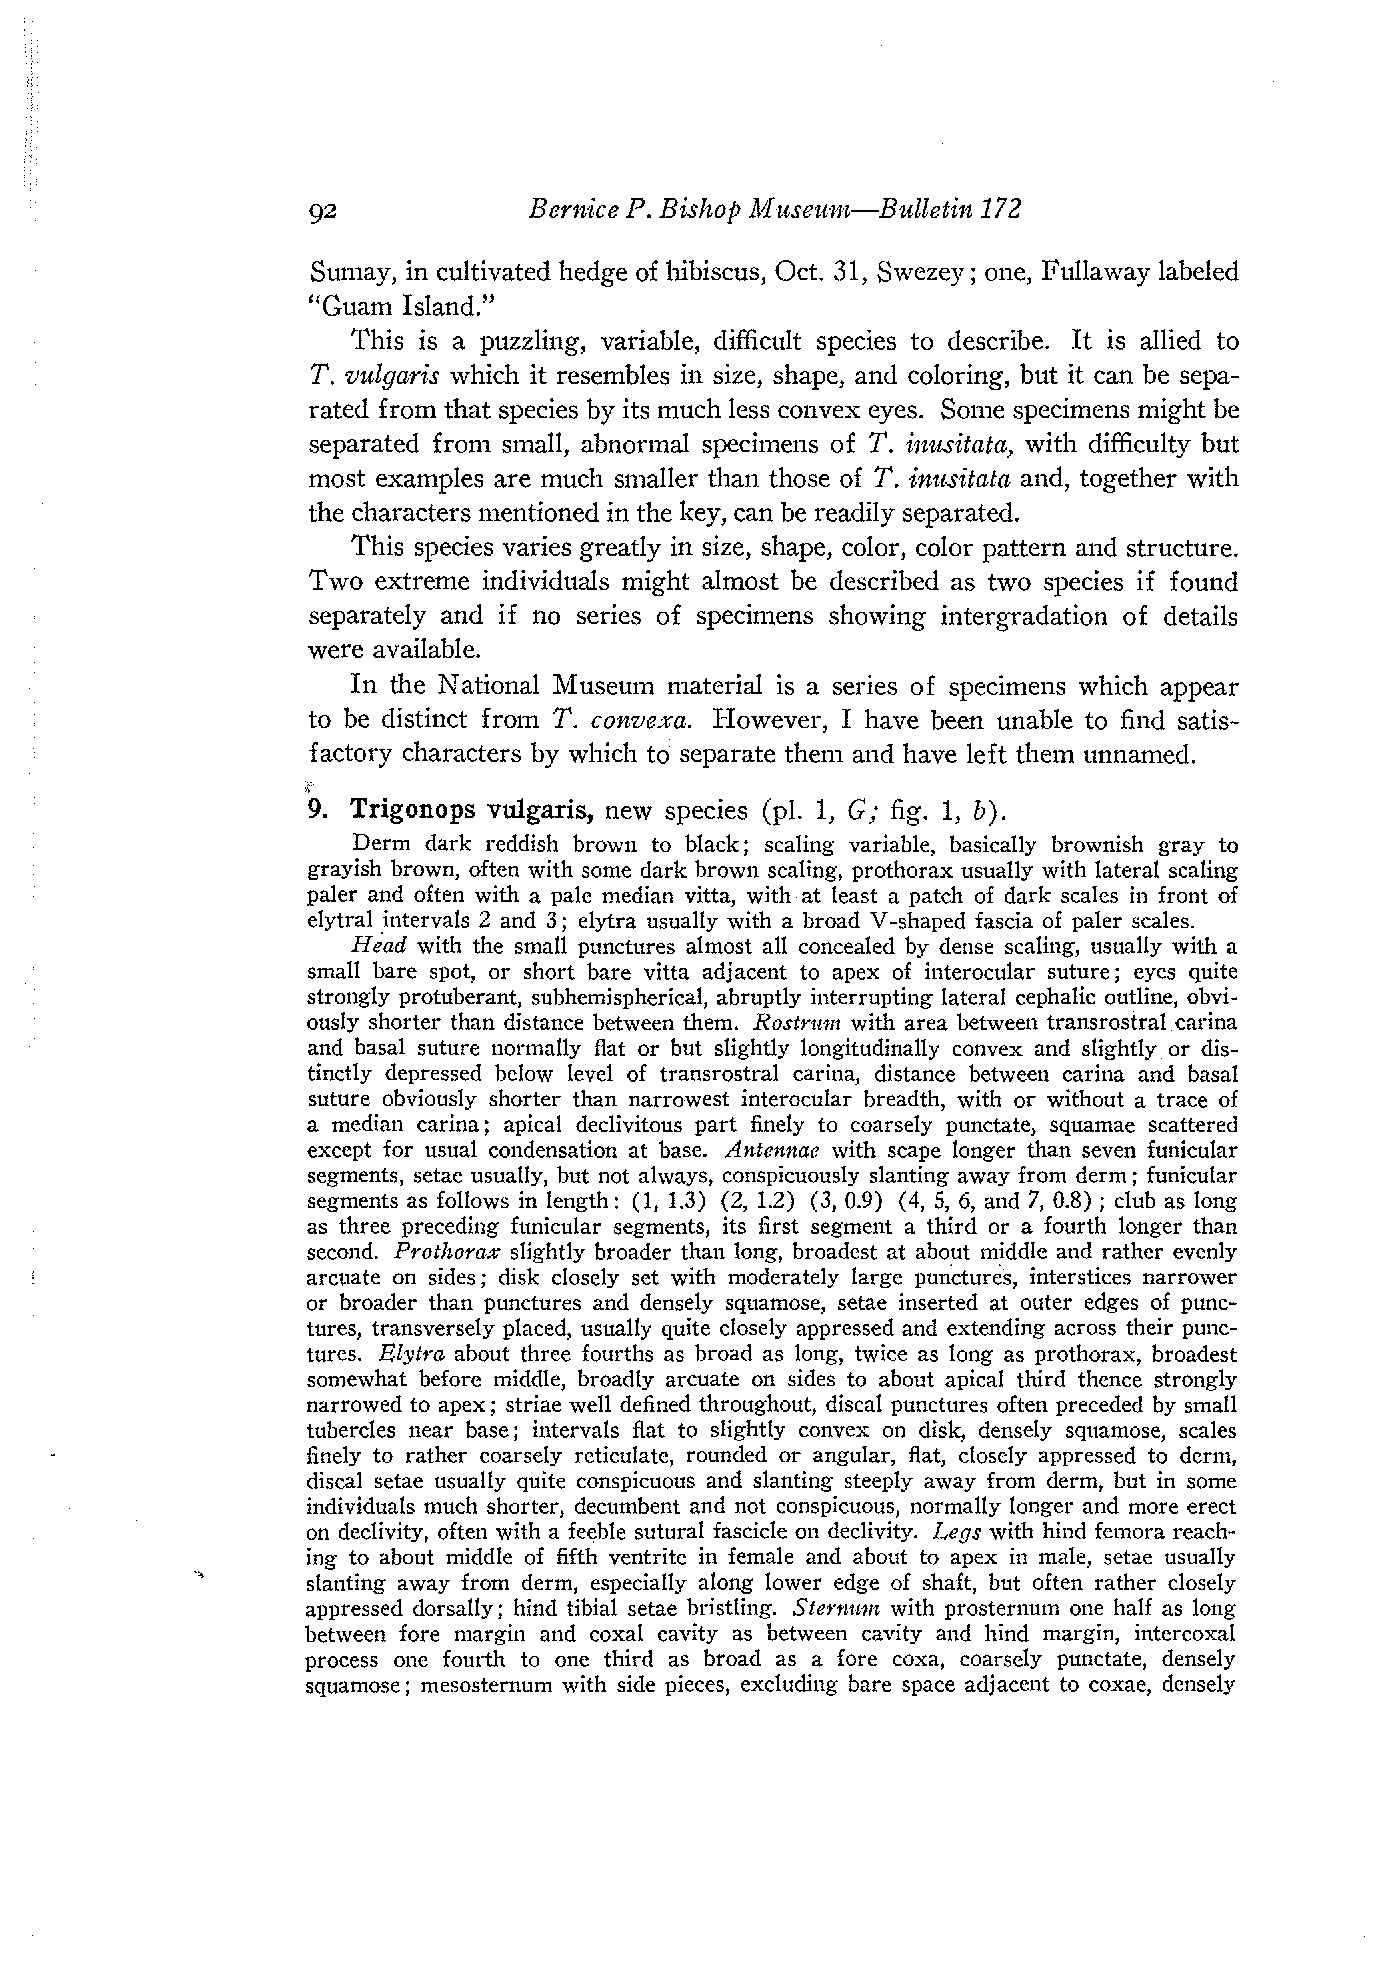 92 Bernice P. Bishop Museum—Bulletin 172
Sumay, in cultivated hedge of hibiscus, Oct. 31, Swezey; one, Fullaway labeled
"Guam Island."
This is a puzzling, variable, difficult species to describe. It is allied to
T. vulgaris which it resembles in size, shape, and coloring, but it can be sepa-
rated from that species by its much less convex eyes. Some specimens might be
separated from small, abnormal specimens of T. inusitata, with difficulty but
most examples are much smaller than those of T. inusitata and, together with
the characters mentioned in the key, can be readily separated.
This species varies greatly in size, shape, color, color pattern and structure.
Two extreme individuals might almost be described as two species if found
separately and if no series of specimens showing intergradation of details
were available.
In the National Museum material is a series of specimens which appear
to be distinct from T. convexa. However, I have been unable to find satis-
factory characters by which to separate them and have left them unnamed.
9. Trigonops vulgaris, new species (pl. 1, G; fig. 1, b).
Derm dark reddish brown to black; scaling variable, basically brownish gray to
grayish brown, often with some dark brown scaling, prothorax usually with lateral scaling
paler and often with a pale median vitta, with at least a patch of dark scales in front of
elytral intervals 2 and 3; elytra usually with a broad V-shaped fascia of paler scales.
Head with the small punctures almost all concealed by dense scaling, usually with a
small bare spot, or short bare vitta adjacent to apex of interocular suture; eyes quite
strongly protuberant, subhemispherical, abruptly interrupting lateral cephalic outline, obvi-
ously shorter than distance between them. Rostrum with area between transrostral carina
and basal suture normally flat or but slightly longitudinally convex and slightly or dis-
tinctly depressed below level of transrostral carina, distance between carina and basal
suture obviously shorter than narrowest interocular breadth, with or without a trace of
a median carina; apical declivitous part finely to coarsely punctate, squamae scattered
except for usual condensation at base. Antennae with scape longer than seven funicular
segments, setae usually, but not always, conspicuously slanting away from derm; funicular
segments as follows in length: (1, 1.3) (2, 1.2) (3, 0.9) (4, 5, 6, and 7, 0.8); club as long
as three preceding funicular segments, its first segment a third or a fourth longer than
second. Prothorax slightly broader than long, broadest at about middle and rather evenly
arcuate on sides; disk closely set with moderately large punctures, interstices narrower
or broader than punctures and densely squamose, setae inserted at outer edges of punc-
tures, transversely placed, usually quite closely appressed and extending across their punc-
tures. Elytra about three fourths as broad as long, twice as long as prothorax, broadest
somewhat before middle, broadly arcuate on sides to about apical third thence strongly
narrowed to apex; striae well defined throughout, discal punctures often preceded by small
tubercles near base; intervals flat to slightly convex on disk, densely squamose, scales
finely to rather coarsely reticulate, rounded or angular, flat, closely appressed to derm,
discal setae usually quite conspicuous and slanting steeply away from derm, but in some
individuals much shorter, decumbent and not conspicuous, normally longer and more erect
on declivity, often with a feeble sutural fascicle on declivity. Legs with hind femora reach-
ing to about middle of fifth ventrite in female and about to apex in male, setae usually
slanting away from derm, especially along lower edge of shaft, but often rather closely
appressed dorsally; hind tibial setae bristling. Sternum with prosternum one half as long
between fore margin and coxal cavity as between cavity and hind margin, intercoxal
process one fourth to one third as broad as a fore coxa, coarsely punctate, densely
squamose; mesosternum with side pieces, excluding bare space adjacent to coxae, densely